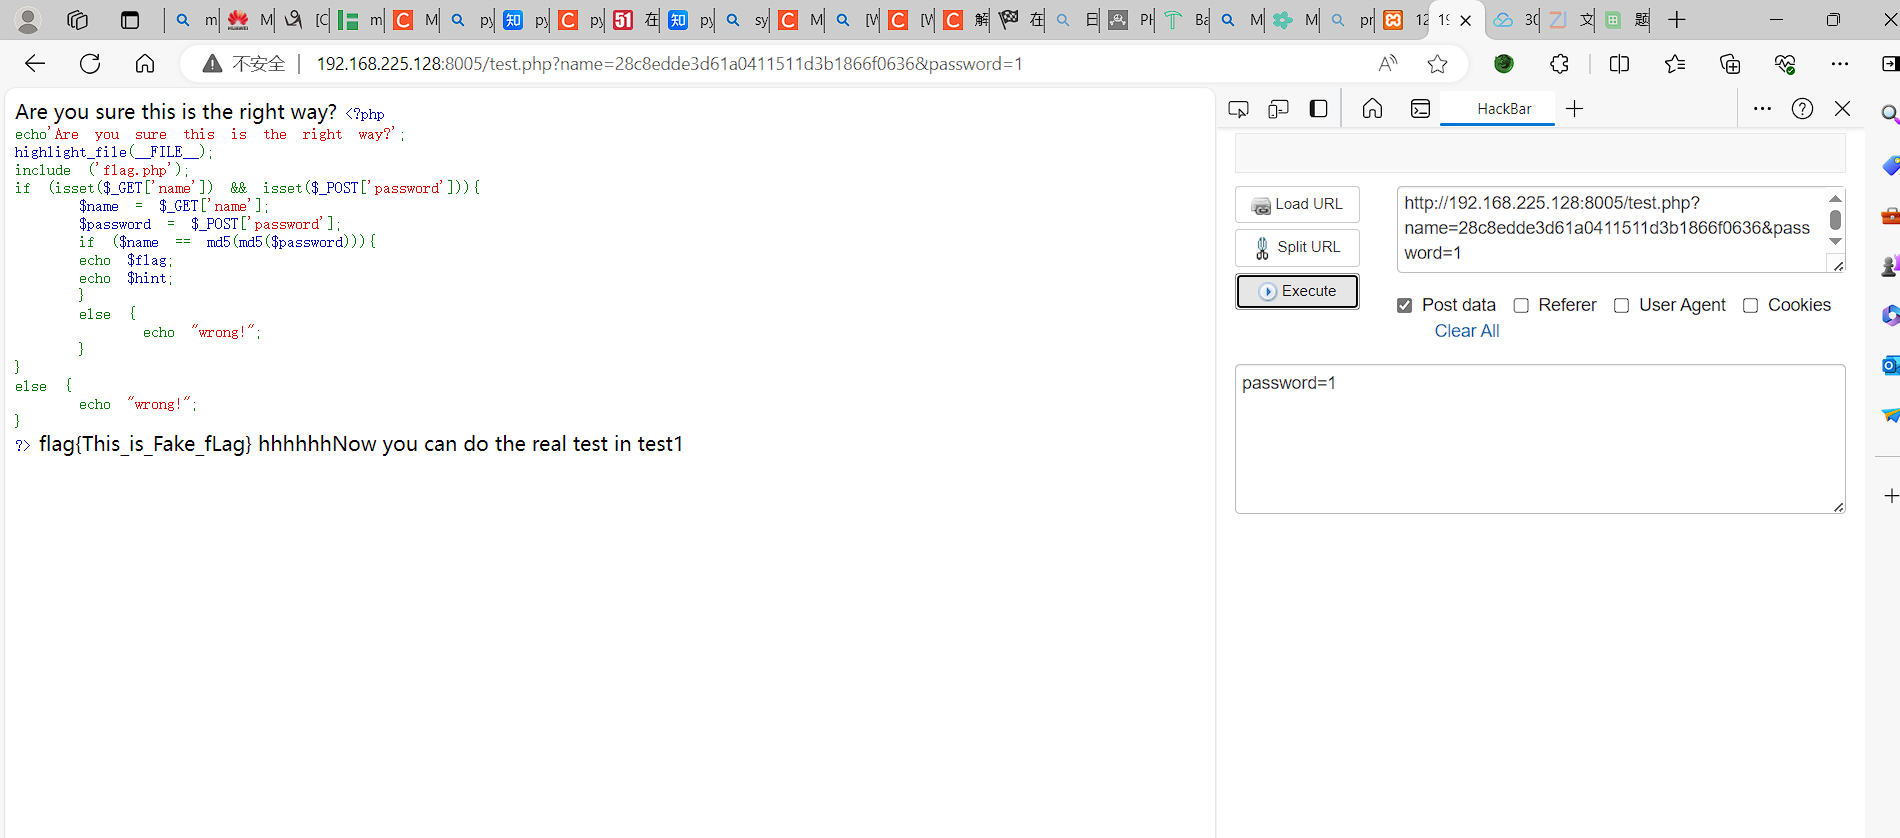 m M [C m M py py py 在 py sy M [W [W 解 在 日 PH Ba M M pr 12 19 30 文 题
不安全 192.168.225.128:8005/test.php?name=28c8edde3d61a0411511d3b1866f0636&password=1
Are you sure this is the right way? <?php
echo'Are you sure this is the right way?';
highlight_file(__FILE__);
include ('flag.php');
if (isset($_GET['name']) && isset($_POST['password'])){
$name = $_GET['name'];
$password = $_POST['password'];
if ($name == md5(md5($password))){
echo $flag;
echo $hint;
}
else {
echo "wrong!";
}
}
else {
echo "wrong!";
}
?> flag{This_is_Fake_fLag} hhhhhhNow you can do the real test in test1
HackBar
Load URL
Split URL
Execute
http://192.168.225.128:8005/test.php?
name=28c8edde3d61a0411511d3b1866f0636&pass
word=1
Post data Referer User Agent Cookies
Clear All
password=1